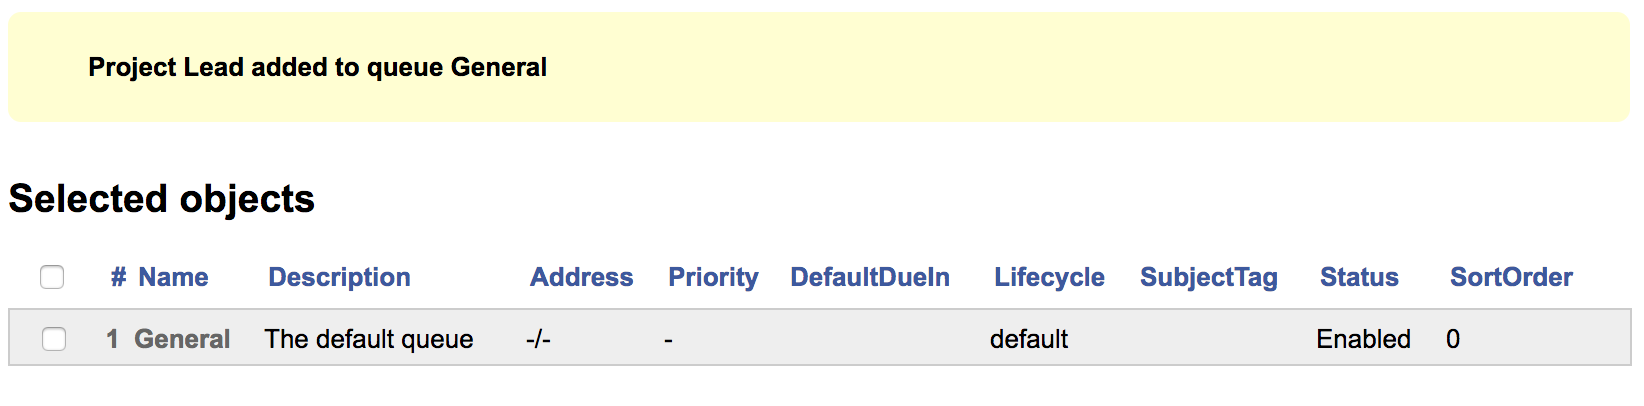 Project Lead added to queue General
Selected objects
# Name Description Address Priority DefaultDueIn Lifecycle SubjectTag Status SortOrder
1 General The default queue -/- - default Enabled 0